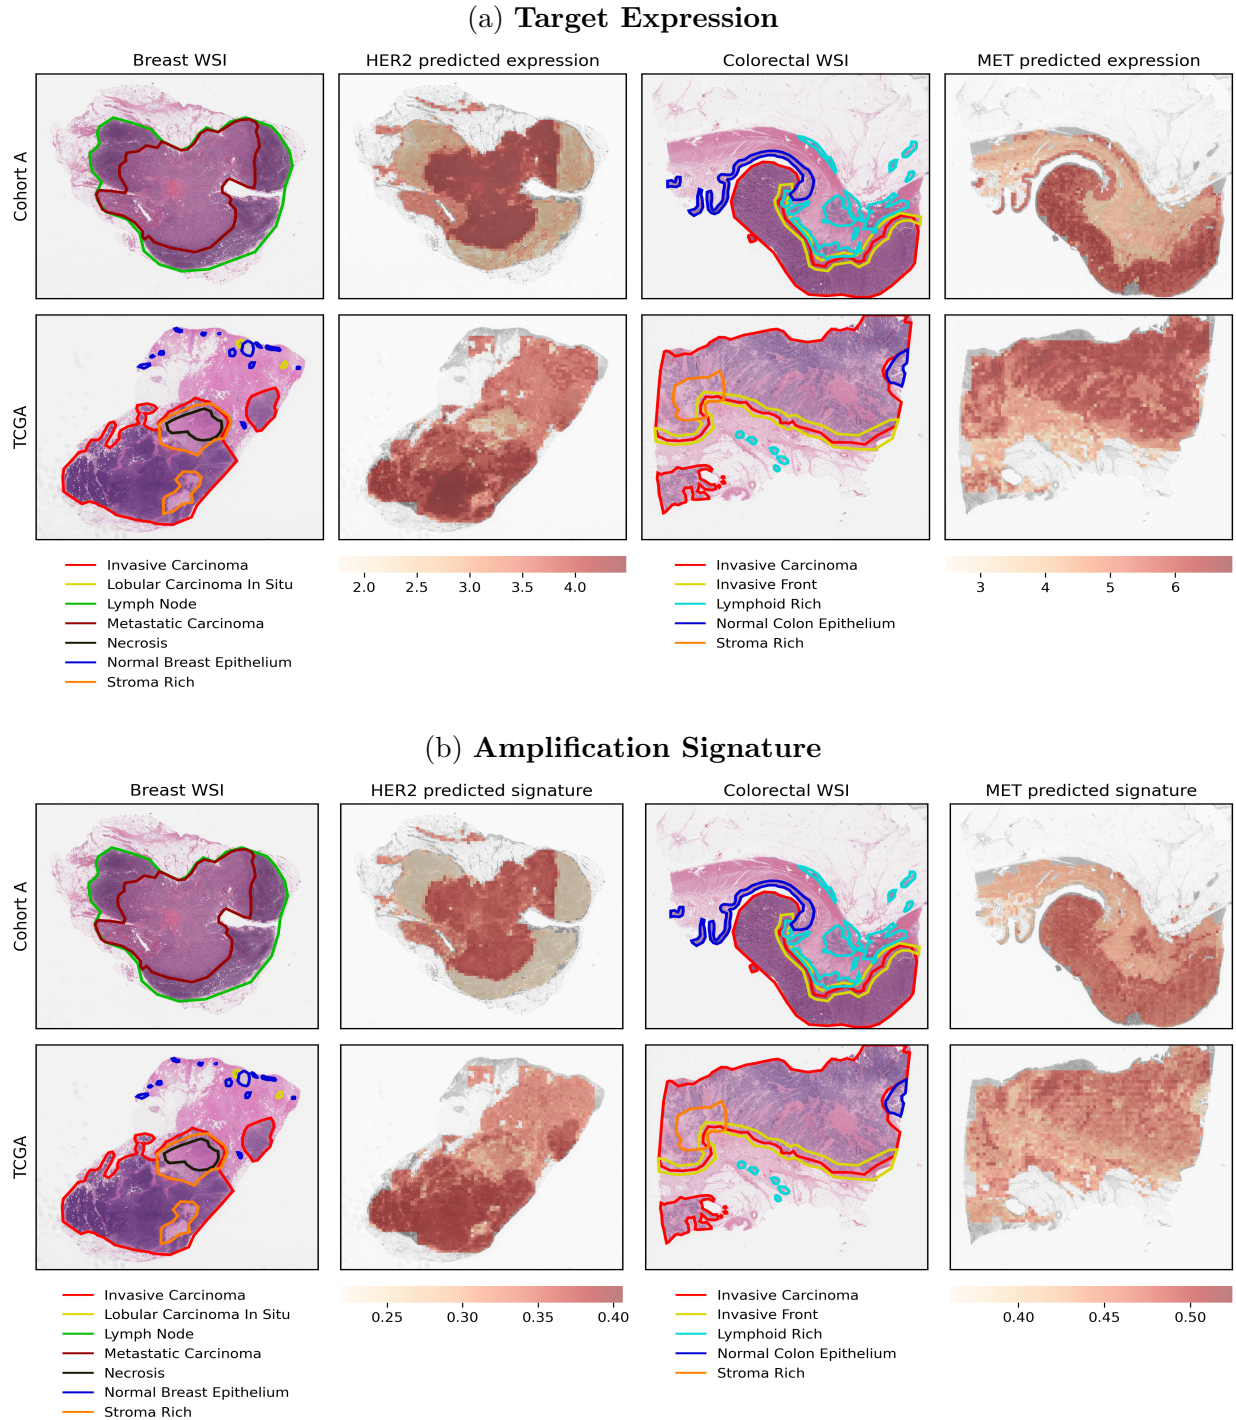 (a) Target Expression
Breast WSI
HER2 predicted expression
Colorectal WSI
MET predicted expression
Cohort A
TCGA
Invasive Carcinoma
Lobular Carcinoma In Situ
Lymph Node
Metastatic Carcinoma
Necrosis
Normal Breast Epithelium
Stroma Rich
2.0 2.5 3.0 3.5 4.0
Invasive Carcinoma
Invasive Front
Lymphoid Rich
Normal Colon Epithelium
Stroma Rich
3 4 5 6
(b) Amplification Signature
Breast WSI
HER2 predicted signature
Colorectal WSI
MET predicted signature
Cohort A
TCGA
Invasive Carcinoma
Lobular Carcinoma In Situ
Lymph Node
Metastatic Carcinoma
Necrosis
Normal Breast Epithelium
Stroma Rich
0.25 0.30 0.35 0.40
Invasive Carcinoma
Invasive Front
Lymphoid Rich
Normal Colon Epithelium
Stroma Rich
0.40 0.45 0.50